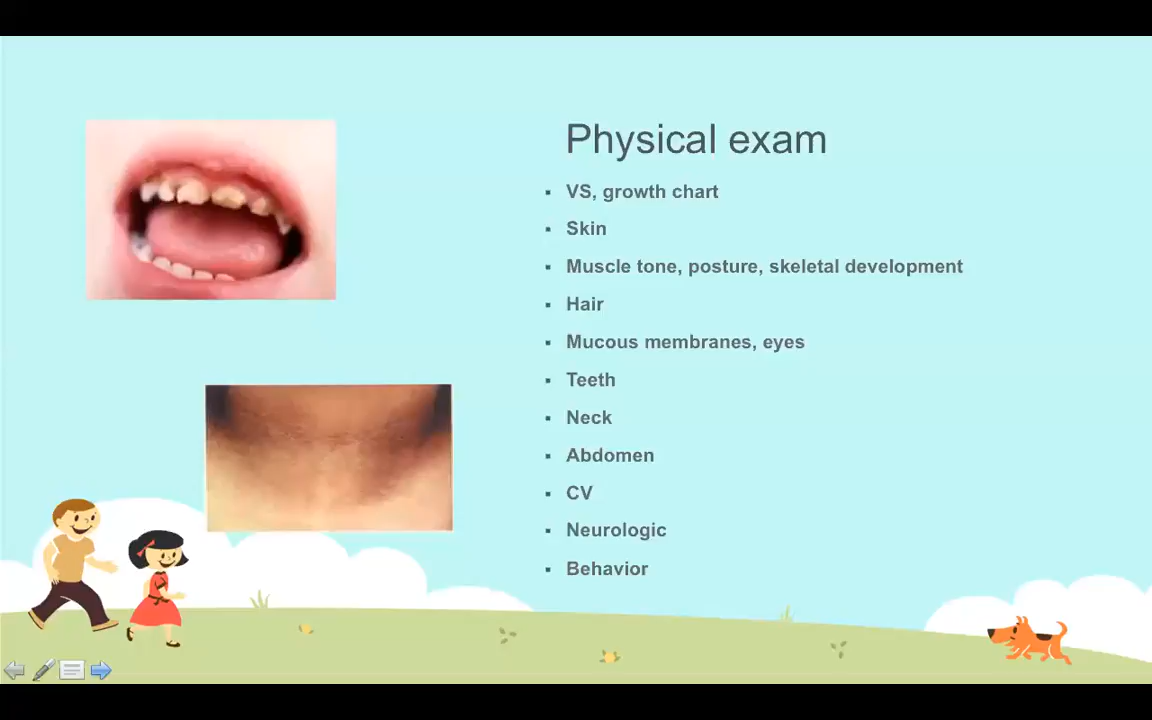 Physical exam
▪ VS, growth chart
▪ Skin
▪ Muscle tone, posture, skeletal development
▪ Hair
▪ Mucous membranes, eyes
▪ Teeth
▪ Neck
▪ Abdomen
▪ CV
▪ Neurologic
▪ Behavior